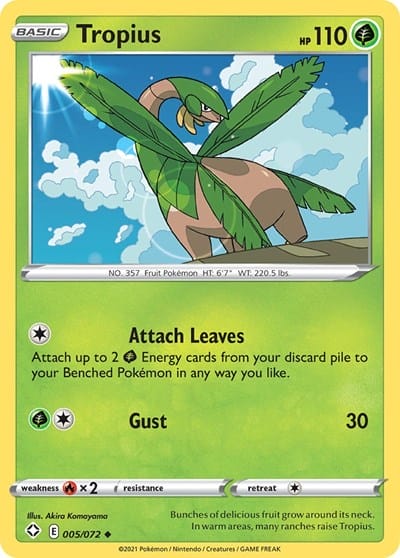 BASIC Tropius HP 110
NO. 357 Fruit Pokémon HT: 6'7" WT: 220.5 lbs.
Attach Leaves
Attach up to 2 Energy cards from your discard pile to
your Benched Pokémon in any way you like.
Gust 30
weakness ×2 resistance retreat
Illus. Akira Komayama
E 005/072
Bunches of delicious fruit grow around its neck.
In warm areas, many ranches raise Tropius.
©2021 Pokémon / Nintendo / Creatures / GAME FREAK